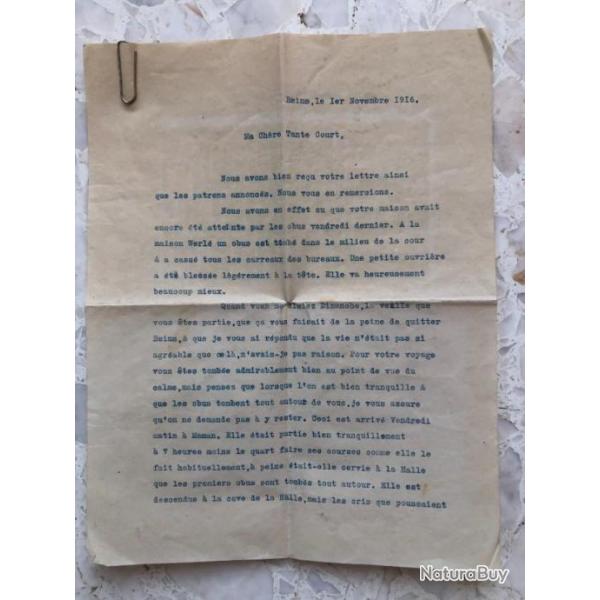 Reims, le 1er Novembre 1916.
Ma Chère Tante Court,
Nous avons bien reçu votre lettre ainsi
que les patrons annoncés. Nous vous en remersions.
Nous avons en effet su que votre maison avait
encore été atteinte par les obus vendredi dernier. A la
maison World un obus est tombé dans le milieu de la cour
& a cassé tous les carreaux des bureaux. Une petite ouvrière
a été blessée légèrement à la tête. Elle va heureusement
beaucoup mieux.
Quand vous me disiez Dimanche,la veille que
vous êtes partie,que ça vous faisait de la peine de quitter
Reims,& que je vous ai répondu que la vie n'était pas si
agréable que celà,n'avais-je pas raison. Pour votre voyage
vous êtes tombée admirablement bien au point de vue du
calme,mais pensez que lorsque l'on est bien tranquille &
que les obus tombent tout autour de vous,je vous assure
qu'on ne demande pas à y rester. Ceci est arrivé Vendredi
matin à Maman. Elle était partie bien tranquillement
à 7 heures moins le quart faire ses courses comme elle le
fait habituellement,à peine était-elle servie à la Halle
que les premiers obus sont tombés tout autour. Elle est
descendue à la cave de la Halle,mais les cris que poussaient
NaturaBuy